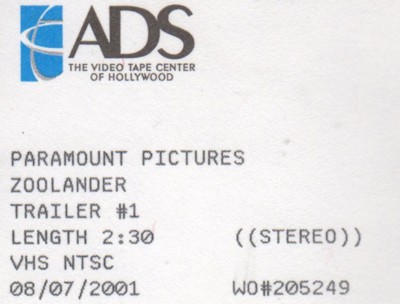 ADS
THE VIDEO TAPE CENTER
OF HOLLYWOOD
PARAMOUNT PICTURES
ZOOLANDER
TRAILER #1
LENGTH 2:30 ((STEREO))
VHS NTSC
08/07/2001 WO#205249